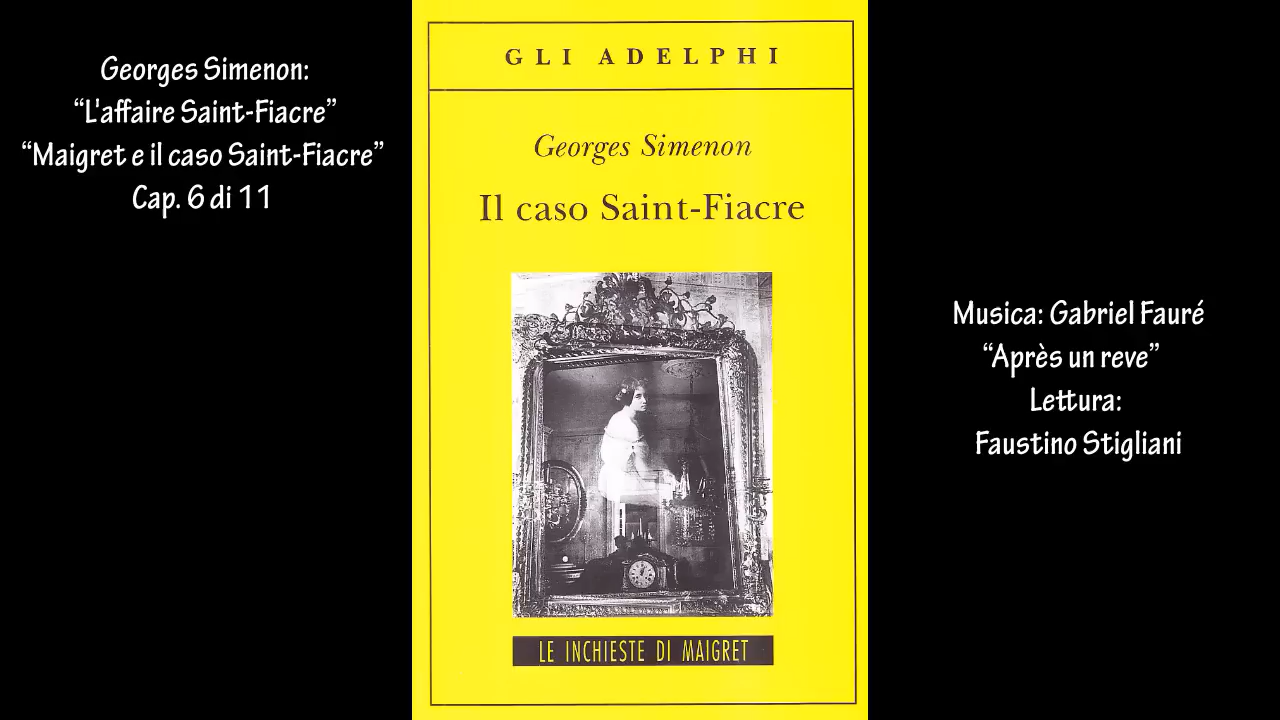 Georges Simenon:
“L'affaire Saint-Fiacre”
“Maigret e il caso Saint-Fiacre”
Cap. 6 di 11
GLI ADELPHI
Georges Simenon
Il caso Saint-Fiacre
LE INCHIESTE DI MAIGRET
Musica: Gabriel Fauré
“Après un reve”
Lettura:
Faustino Stigliani